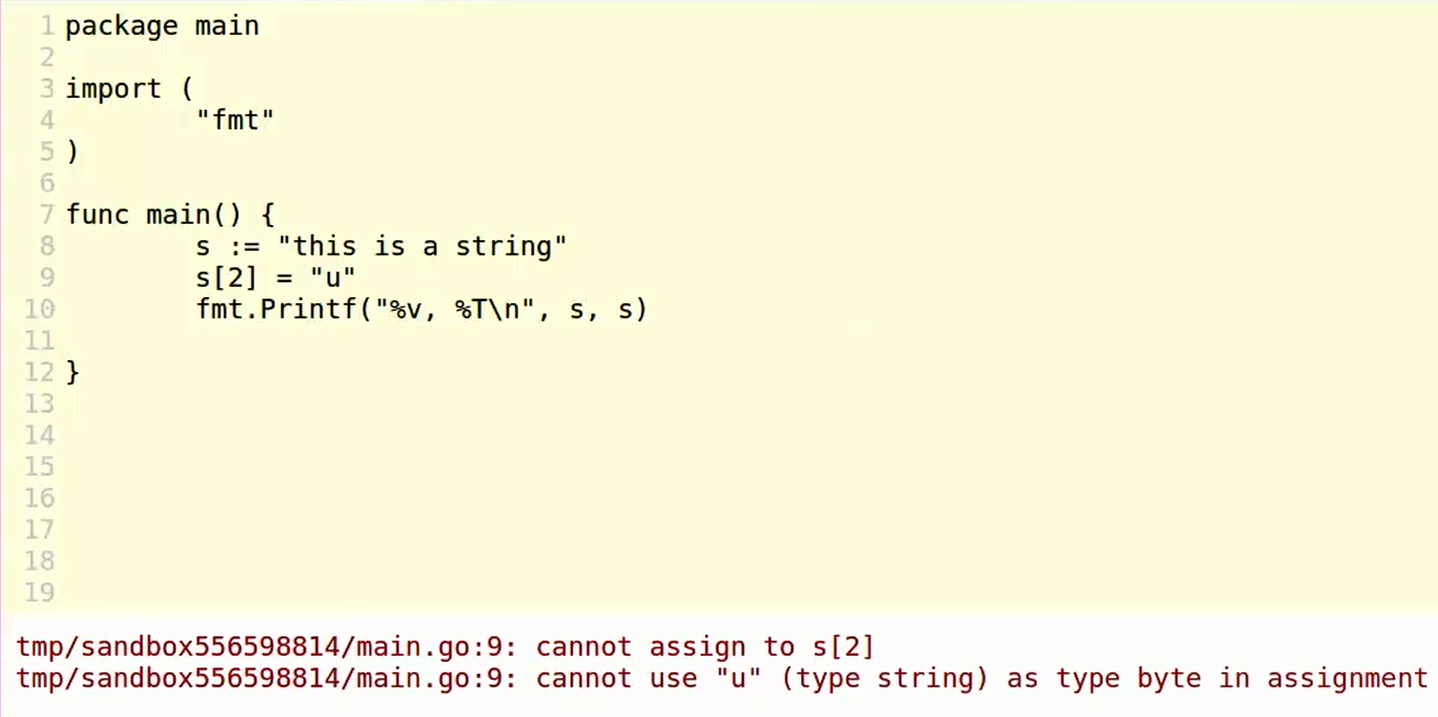 1 package main
2
3 import (
4 "fmt"
5 )
6
7 func main() {
8 s := "this is a string"
9 s[2] = "u"
10 fmt.Printf("%v, %T\n", s, s)
11
12 }
13
14
15
16
17
18
19
tmp/sandbox556598814/main.go:9: cannot assign to s[2]
tmp/sandbox556598814/main.go:9: cannot use "u" (type string) as type byte in assignment